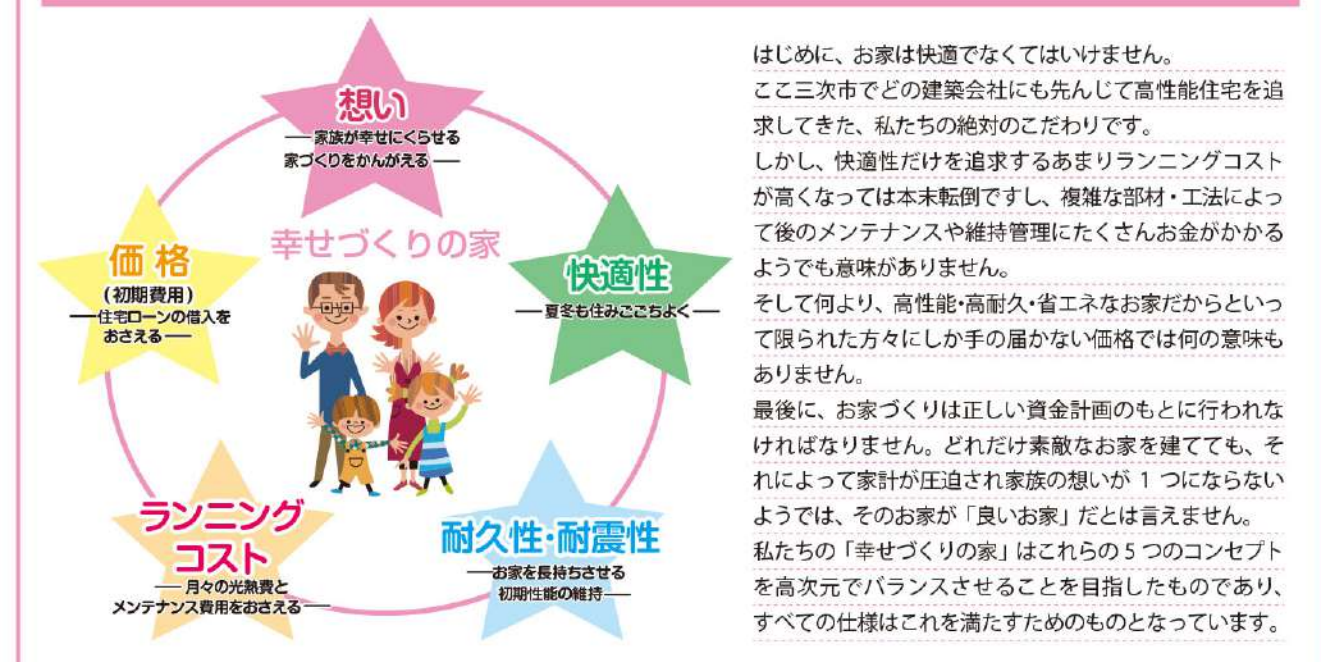 想い
── 家族が幸せにくらせる
家づくりをかんがえる ──
幸せづくりの家
価 格
(初期費用)
──住宅ローンの借入を
おさえる──
快適性
── 夏冬も住みごこちよく──
ランニング
コスト
── 月々の光熱費と
メンテナンス費用をおさえる──
耐久性・耐震性
──お家を長持ちさせる
初期性能の維持──
はじめに、お家は快適でなくてはいけません。
ここ三次市でどの建築会社にも先んじて高性能住宅を追
求してきた、私たちの絶対のこだわりです。
しかし、快適性だけを追求するあまりランニングコスト
が高くなっては本末転倒ですし、複雑な部材・工法によっ
て後のメンテナンスや維持管理にたくさんお金がかかる
ようでも意味がありません。
そして何より、高性能・高耐久・省エネなお家だからといっ
て限られた方々にしか手の届かない価格では何の意味も
ありません。
最後に、お家づくりは正しい資金計画のもとに行われな
ければなりません。どれだけ素敵なお家を建てても、そ
れによって家計が圧迫され家族の想いが 1 つにならない
ようでは、そのお家が「良いお家」だとは言えません。
私たちの「幸せづくりの家」はこれらの 5 つのコンセプト
を高次元でバランスさせることを目指したものであり、
すべての仕様はこれを満たすためのものとなっています。